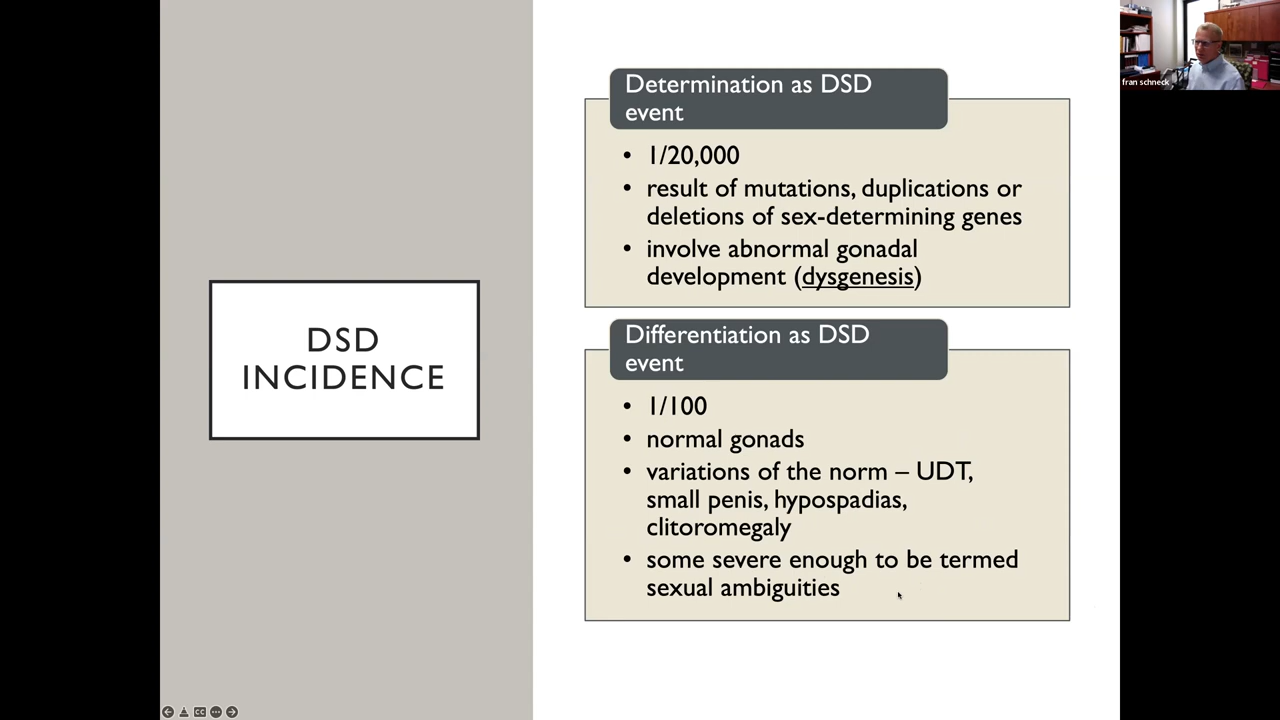 fran schneck
DSD
INCIDENCE
Determination as DSD
event
• 1/20,000
• result of mutations, duplications or
deletions of sex-determining genes
• involve abnormal gonadal
development (dysgenesis)
Differentiation as DSD
event
• 1/100
• normal gonads
• variations of the norm – UDT,
small penis, hypospadias,
clitoromegaly
• some severe enough to be termed
sexual ambiguities
CC